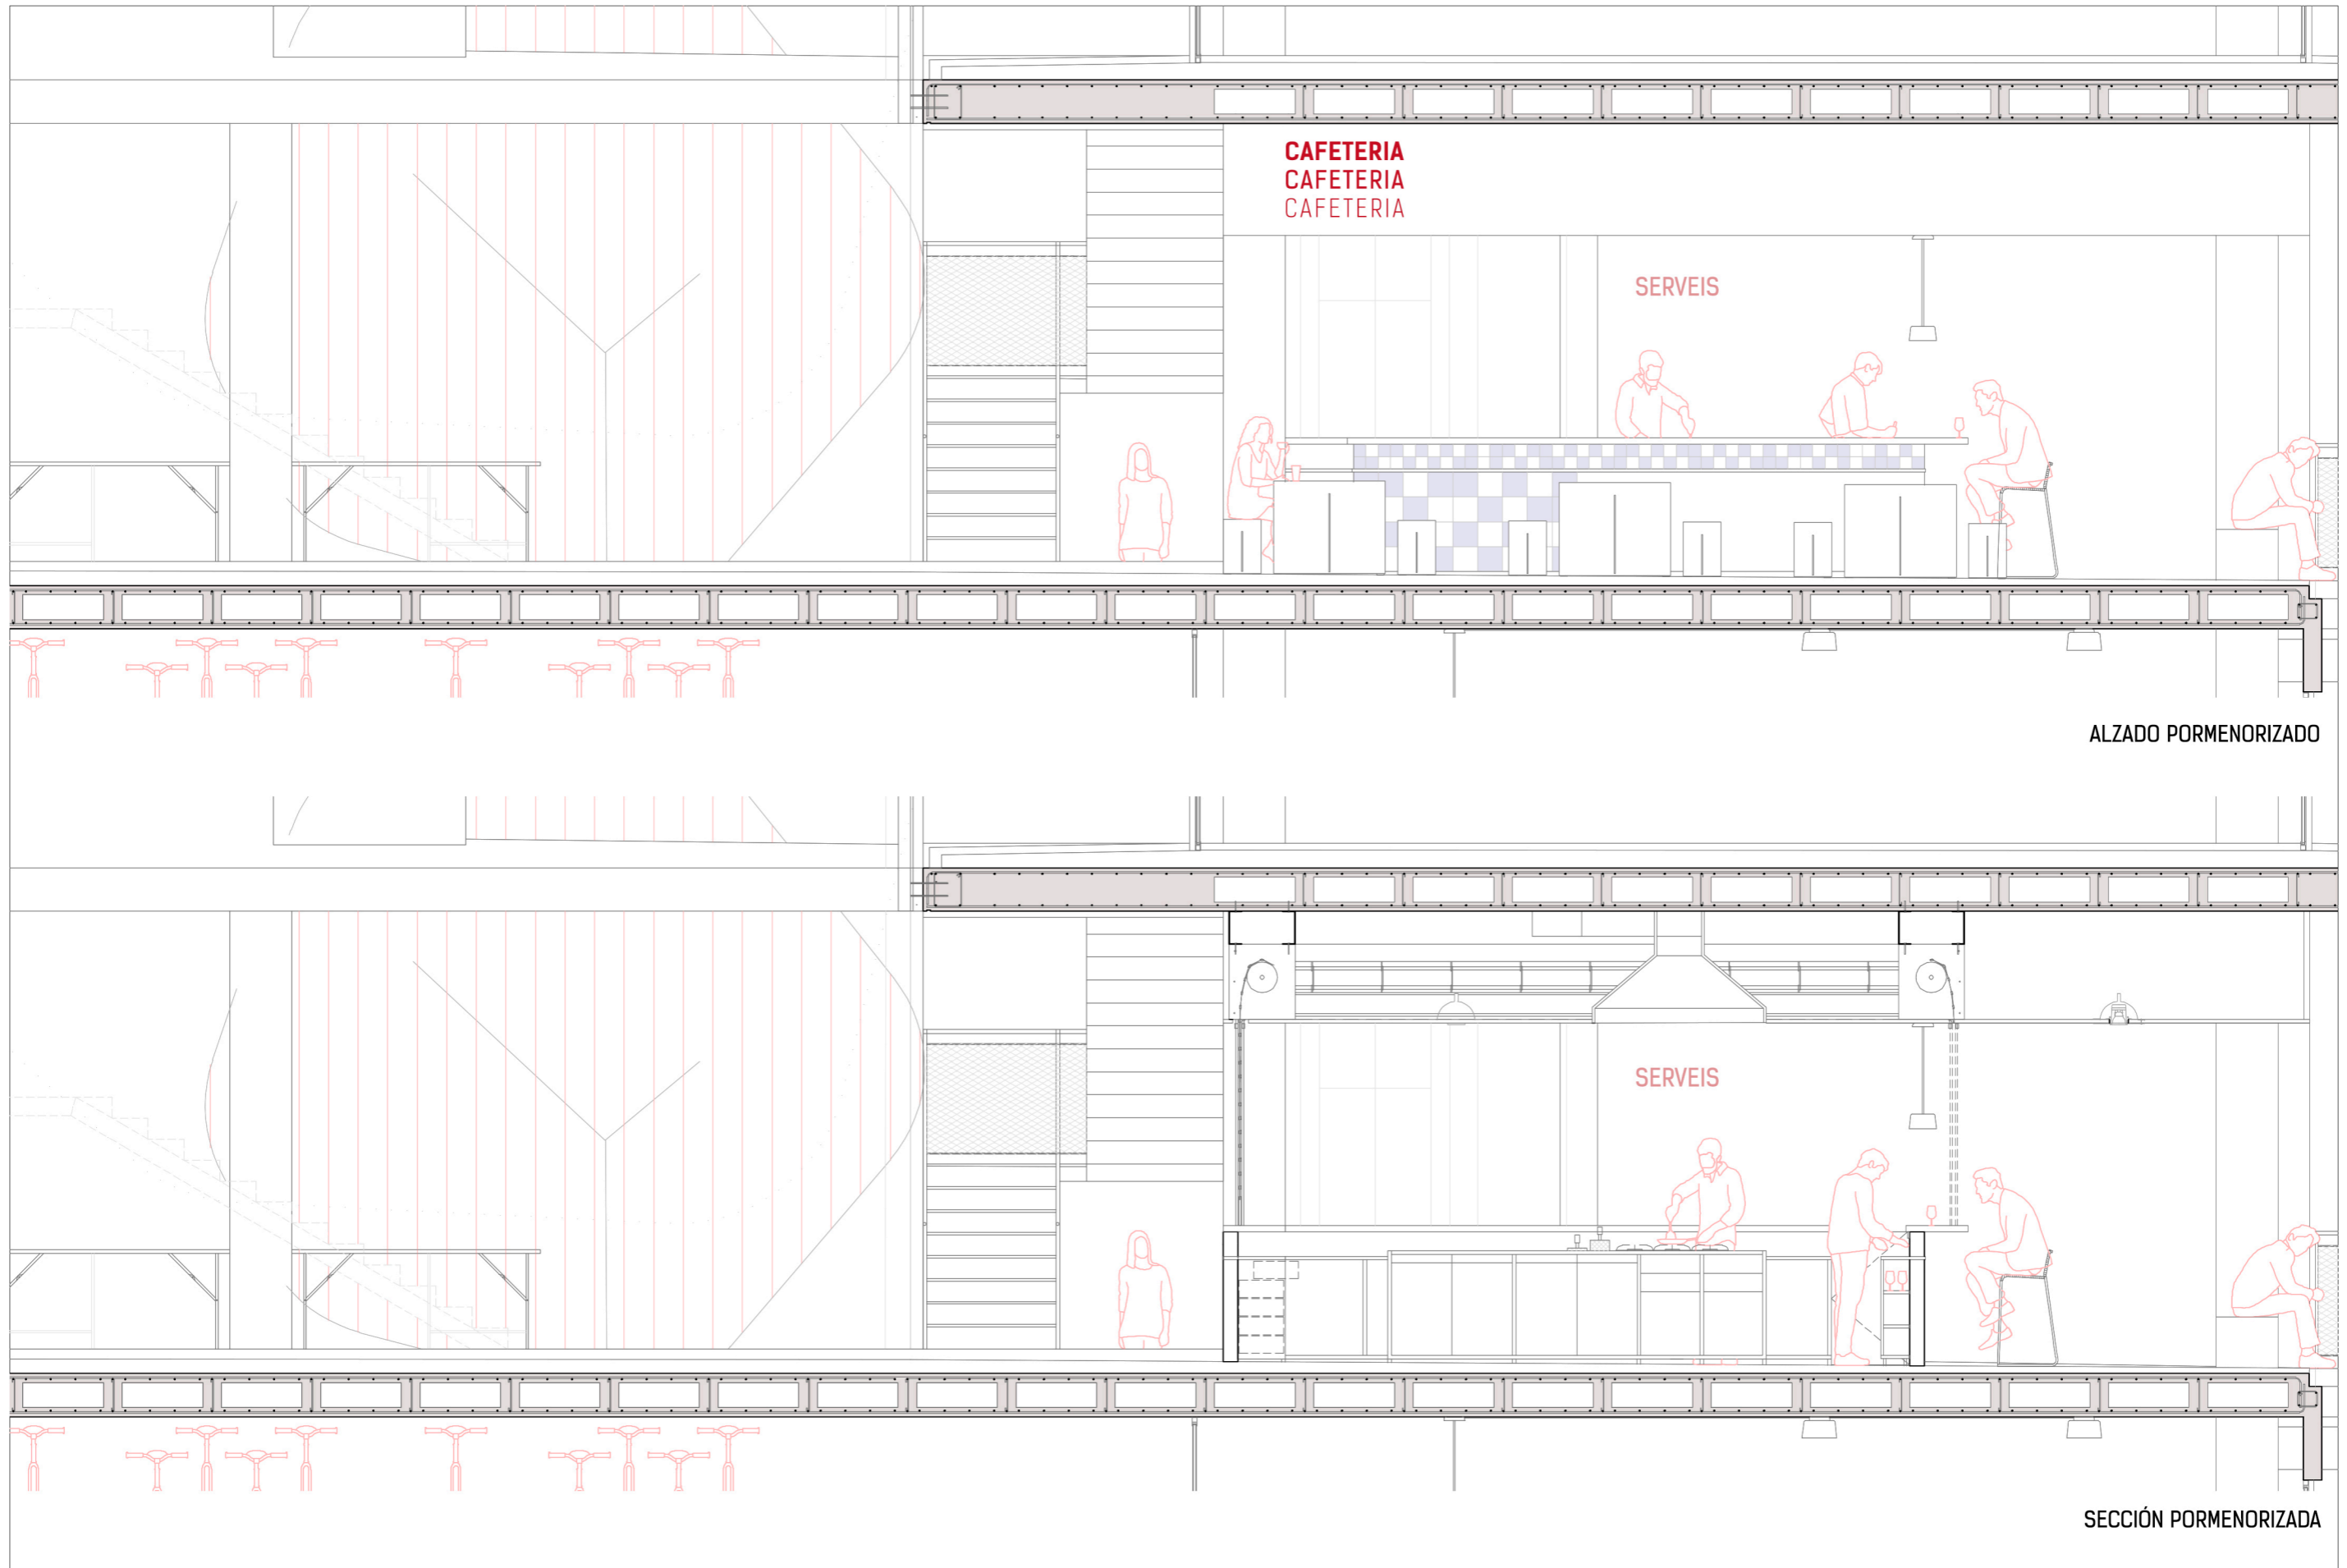 CAFETERIA
CAFETERIA
CAFETERIA
SERVEIS
ALZADO PORMENORIZADO
SERVEIS
SECCIÓN PORMENORIZADA